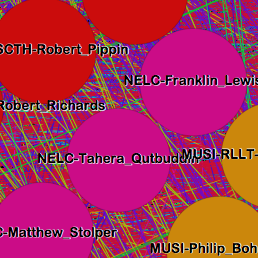 SCTH-Robert_Pippin
NELC-Franklin_Lewis
Robert_Richards
NELC-Tahera_Qutbuddin
MUSI-RLLT-
C-Matthew_Stolper
MUSI-Philip_Boh